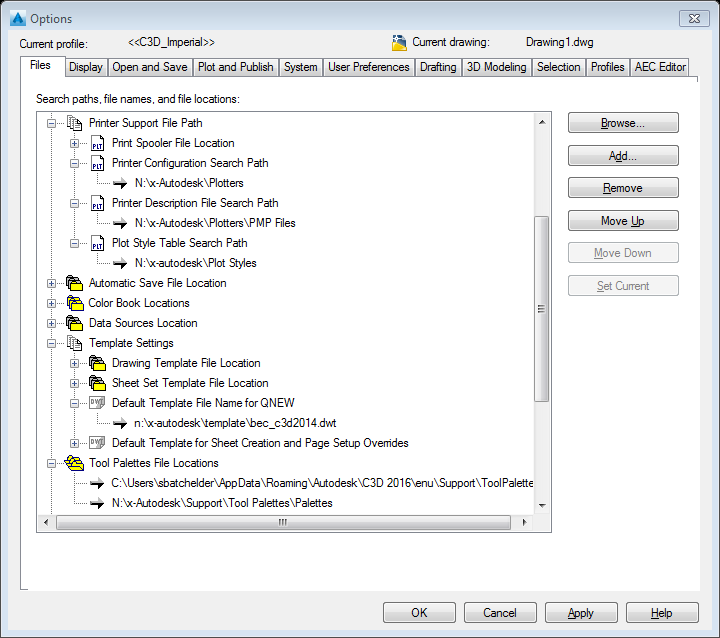 Options
Current profile: <<C3D_Imperial>> Current drawing: Drawing1.dwg
Files Display Open and Save Plot and Publish System User Preferences Drafting 3D Modeling Selection Profiles AEC Editor
Search paths, file names, and file locations:
Printer Support File Path
PLT Print Spooler File Location
PLT Printer Configuration Search Path
N:\x-Autodesk\Plotters
PLT Printer Description File Search Path
N:\x-Autodesk\Plotters\PMP Files
PLT Plot Style Table Search Path
N:\x-autodesk\Plot Styles
Automatic Save File Location
Color Book Locations
Data Sources Location
Template Settings
Drawing Template File Location
Sheet Set Template File Location
DWG Default Template File Name for QNEW
n:\x-autodesk\template\bec_c3d2014.dwt
DWG Default Template for Sheet Creation and Page Setup Overrides
Tool Palettes File Locations
C:\Users\sbatchelder\AppData\Roaming\Autodesk\C3D 2016\enu\Support\ToolPalette
N:\x-Autodesk\Support\Tool Palettes\Palettes
Browse...
Add...
Remove
Move Up
Move Down
Set Current
OK Cancel Apply Help